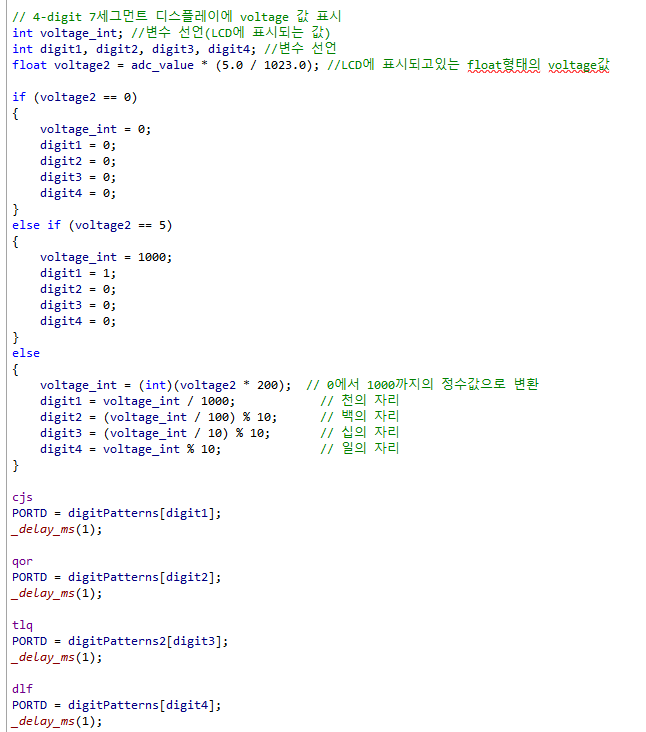 // 4-digit 7세그먼트 디스플레이에 voltage 값 표시
int voltage_int; //변수 선언(LCD에 표시되는 값)
int digit1, digit2, digit3, digit4; //변수 선언
float voltage2 = adc_value * (5.0 / 1023.0); //LCD에 표시되고있는 float형태의 voltage값
if (voltage2 == 0)
{
    voltage_int = 0;
    digit1 = 0;
    digit2 = 0;
    digit3 = 0;
    digit4 = 0;
}
else if (voltage2 == 5)
{
    voltage_int = 1000;
    digit1 = 1;
    digit2 = 0;
    digit3 = 0;
    digit4 = 0;
}
else
{
    voltage_int = (int)(voltage2 * 200);  // 0에서 1000까지의 정수값으로 변환
    digit1 = voltage_int / 1000;            // 천의 자리
    digit2 = (voltage_int / 100) % 10;      // 백의 자리
    digit3 = (voltage_int / 10) % 10;       // 십의 자리
    digit4 = voltage_int % 10;              // 일의 자리
}
cjs
PORTD = digitPatterns[digit1];
_delay_ms(1);
qor
PORTD = digitPatterns[digit2];
_delay_ms(1);
tlq
PORTD = digitPatterns2[digit3];
_delay_ms(1);
dlf
PORTD = digitPatterns[digit4];
_delay_ms(1);